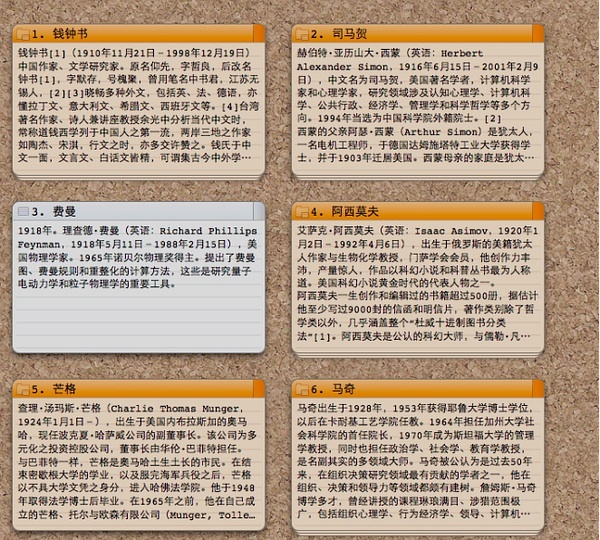 1. 钱钟书
钱钟书[1]（1910年11月21日－1998年12月19日）
中国作家、文学研究家。原名仰先，字哲良，后改名
钟书[1]，字默存，号槐聚，曾用笔名中书君，江苏无
锡人，[2][3]晓畅多种外文，包括英、法、德语，亦
懂拉丁文、意大利文、希腊文、西班牙文等。[4]台湾
著名作家、诗人兼讲座教授余光中分析当代中文时，
常称道钱西学列于中国人之第一流，两岸三地之作家
如陶杰、宋淇，行文之时，亦多交许赞之。钱氏于中
文一面，文言文、白话文皆精，可谓集古今中外学…
2. 司马贺
赫伯特·亚历山大·西蒙（英语：Herbert
Alexander Simon，1916年6月15日－2001年2月9
日），中文名为司马贺，美国著名学者，计算机科学
家和心理学家，研究领域涉及认知心理学、计算机科
学、公共行政、经济学、管理学和科学哲学等多个方
向。1994年当选为中国科学院外籍院士。[2]
西蒙的父亲阿瑟·西蒙（Arthur Simon）是犹太人，
一名电机工程师，于德国达姆施塔特工业大学获得学
士，并于1903年迁居美国。西蒙母亲的家庭是犹太…
3. 费曼
1918年。理查德·费曼（英语：Richard Phillips
Feynman，1918年5月11日－1988年2月15日），美
国物理学家。1965年诺贝尔物理奖得主。提出了费曼
图、费曼规则和重整化的计算方法，这些是研究量子
电动力学和粒子物理学的重要工具。
4. 阿西莫夫
艾萨克·阿西莫夫（英语：Isaac Asimov，1920年1
月2日－1992年4月6日），出生于俄罗斯的美籍犹太
人作家与生物化学教授，门萨学会会员，他创作力丰
沛，产量惊人，作品以科幻小说和科普丛书最为人称
道。美国科幻小说黄金时代的代表人物之一。
阿西莫夫一生创作和编辑过的书籍超过500册，据估计
他至少写过9000封的信函和明信片，著作类别除了哲
学类以外，几乎涵盖整个“杜威十进制图书分类
法”[1]。阿西莫夫是公认的科幻大师，与儒勒·凡…
5. 芒格
查理·汤玛斯·芒格（Charlie Thomas Munger，
1924年1月1日－），出生于美国内布拉斯加的奥马
哈，现任波克夏·哈萨威公司的副董事长。该公司为多
元化之投资控股公司，董事长由华伦·巴菲特担任。
与巴菲特一样，芒格是奥马哈土生土长的市民。在结
束密歇根大学的学业，以及服完海军兵役之后，芒格
以不具大学文凭之身分，进入哈佛法学院。他于1948
年取得法学博士后毕业。在1965年之前，他在自己成
立的芒格、托尔与欧森有限公司（Munger, Tolle…
6. 马奇
马奇出生于1928年，1953年获得耶鲁大学博士学位，
以后在卡耐基工艺学院任教。1964年担任加州大学社
会科学院的首任院长，1970年成为斯坦福大学的管理
学教授，同时也担任政治学、社会学、教育学教授，
是名副其实的多领域大师。马奇被公认为是过去50年
来，在组织决策研究领域最有贡献的学者之一，他在
组织、决策和领导力等领域都颇有建树。詹姆斯·马奇
博学多才，曾经讲授的课程琳琅满目、涉猎范围极
广，包括组织心理学、行为经济学、领导、计算机…